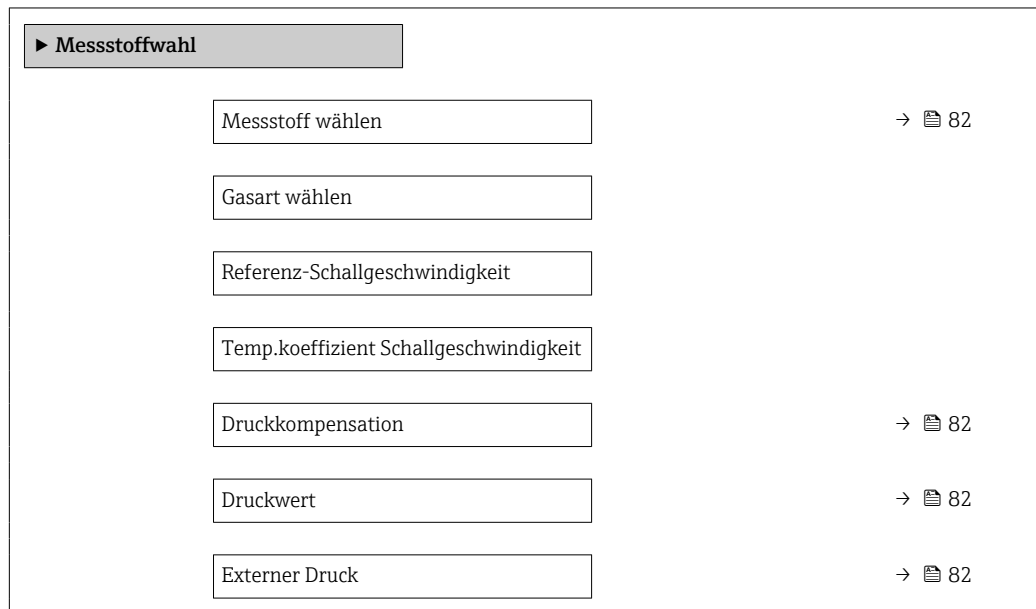 ▶ Messstoffwahl
Messstoff wählen → 82
Gasart wählen
Referenz-Schallgeschwindigkeit
Temp.koeffizient Schallgeschwindigkeit
Druckkompensation → 82
Druckwert → 82
Externer Druck → 82